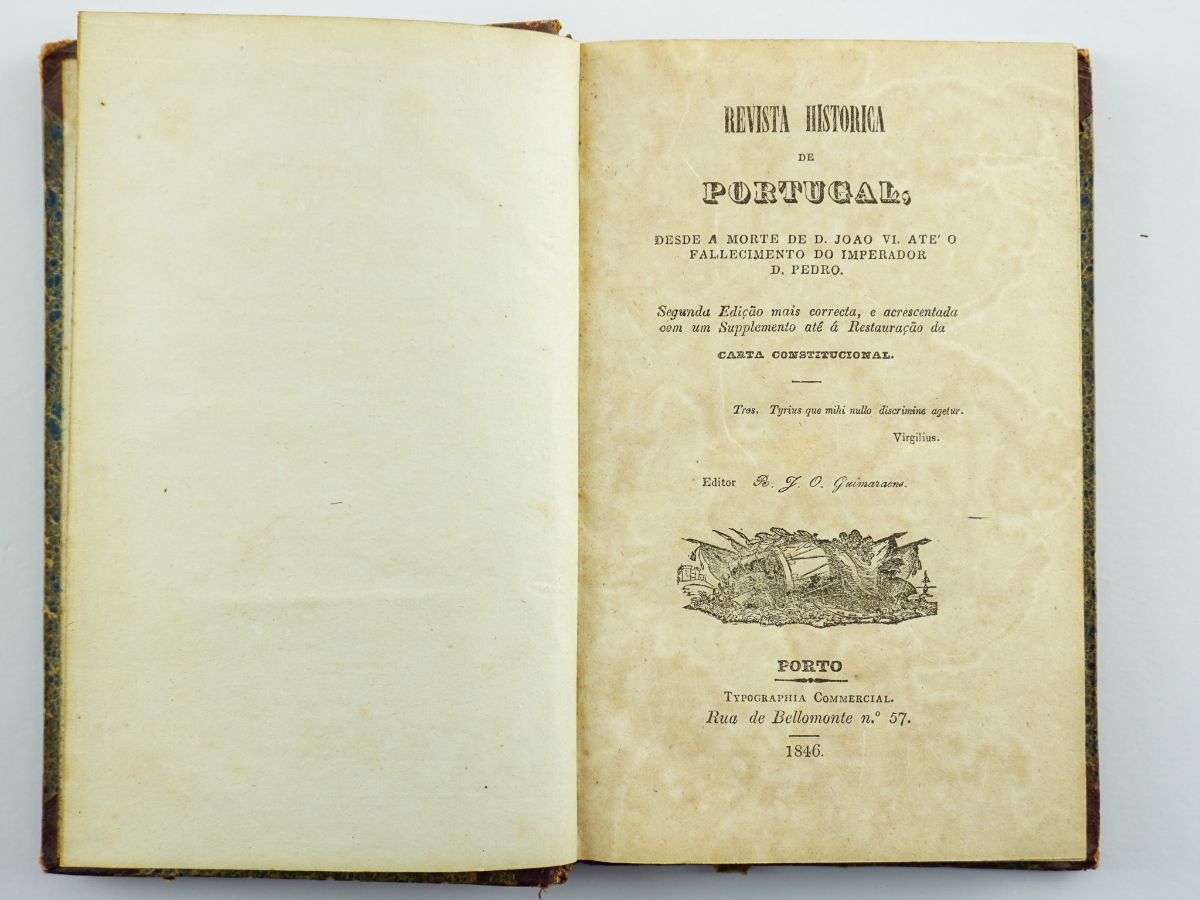 REVISTA HISTORICA
DE
PORTUGAL,
DESDE A MORTE DE D. JOAO VI. ATE' O
FALLECIMENTO DO IMPERADOR
D. PEDRO.
Segunda Edição mais correcta, e acrescentada
com um Supplemento até á Restauração da
CARTA CONSTITUCIONAL.
Tros, Tyrius que mihi nullo discrimine agetur.
Virgilius.
Editor R. J. O. Guimaraens.
PORTO
TYPOGRAPHIA COMMERCIAL.
Rua de Bellomonte n.º 57.
1846.